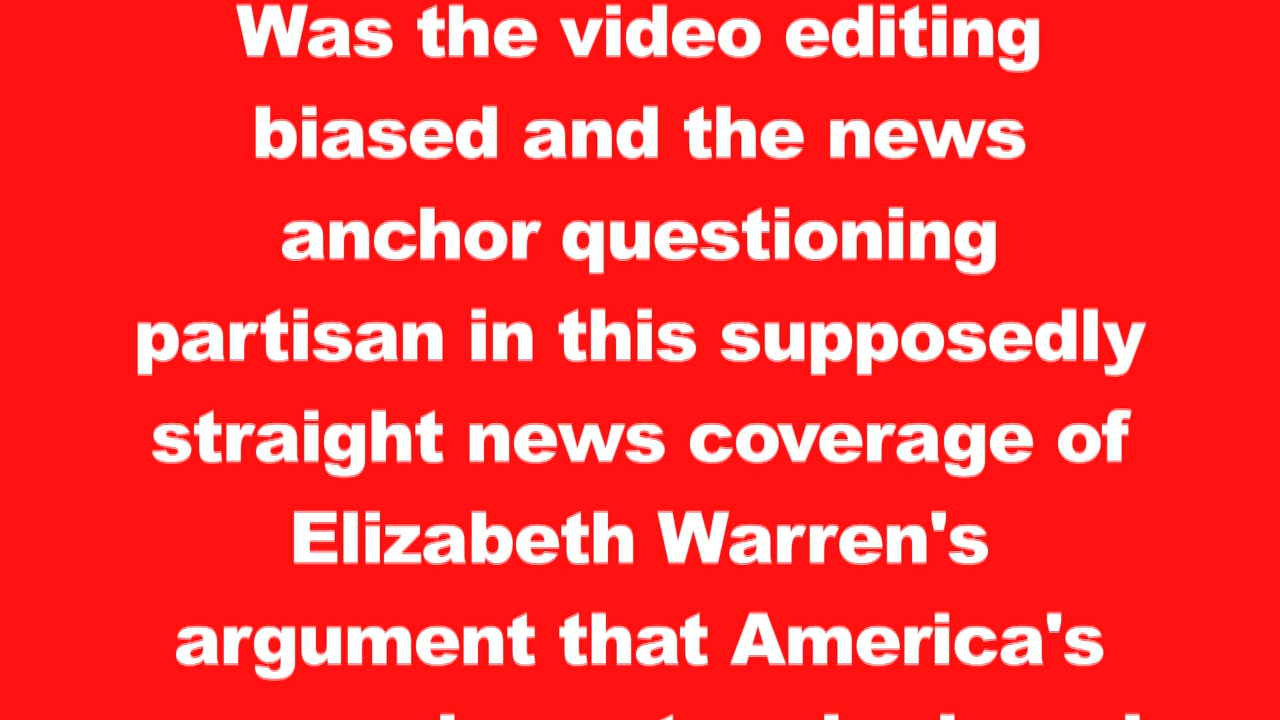 Was the video editing
biased and the news
anchor questioning
partisan in this supposedly
straight news coverage of
Elizabeth Warren's
argument that America's